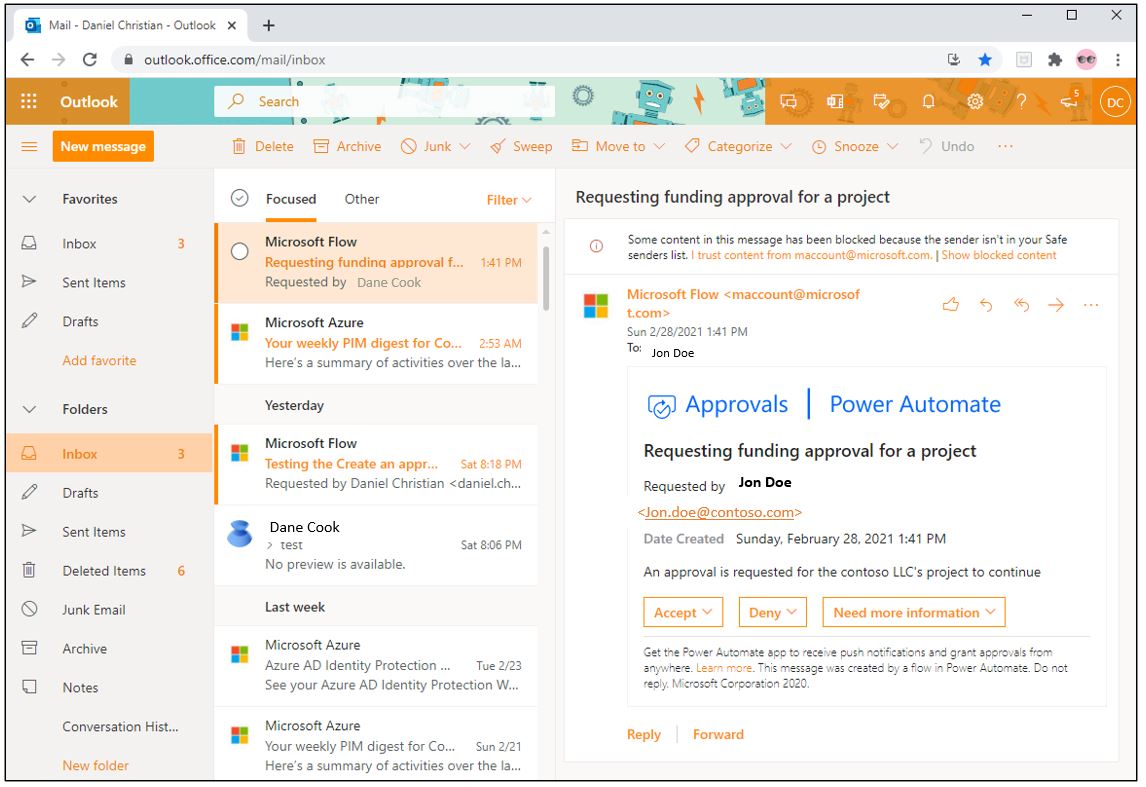 Mail - Daniel Christian - Outlook
outlook.office.com/mail/inbox
Outlook
Search
5
DC
New message
Delete
Archive
Junk
Sweep
Move to
Categorize
Snooze
Undo
Favorites
Inbox 3
Sent Items
Drafts
Add favorite
Folders
Inbox 3
Drafts
Sent Items
Deleted Items 6
Junk Email
Archive
Notes
Conversation Hist...
New folder
Focused Other Filter
Microsoft Flow
Requesting funding approval f... 1:41 PM
Requested by Dane Cook
Microsoft Azure
Your weekly PIM digest for Co... 2:53 AM
Here's a summary of activities over the la...
Yesterday
Microsoft Flow
Testing the Create an appr... Sat 8:18 PM
Requested by Daniel Christian <daniel.ch...
Dane Cook
> test Sat 8:06 PM
No preview is available.
Last week
Microsoft Azure
Azure AD Identity Protection ... Tue 2/23
See your Azure AD Identity Protection W...
Microsoft Azure
Your weekly PIM digest for Co... Sun 2/21
Here's a summary of activities over the la...
Requesting funding approval for a project
Some content in this message has been blocked because the sender isn't in your Safe
senders list. I trust content from maccount@microsoft.com. | Show blocked content
Microsoft Flow <maccount@microsof
t.com>
Sun 2/28/2021 1:41 PM
To: Jon Doe
Approvals | Power Automate
Requesting funding approval for a project
Requested by Jon Doe
<Jon.doe@contoso.com>
Date Created Sunday, February 28, 2021 1:41 PM
An approval is requested for the contoso LLC's project to continue
Accept
Deny
Need more information
Get the Power Automate app to receive push notifications and grant approvals from
anywhere. Learn more. This message was created by a flow in Power Automate. Do not
reply. Microsoft Corporation 2020.
Reply | Forward